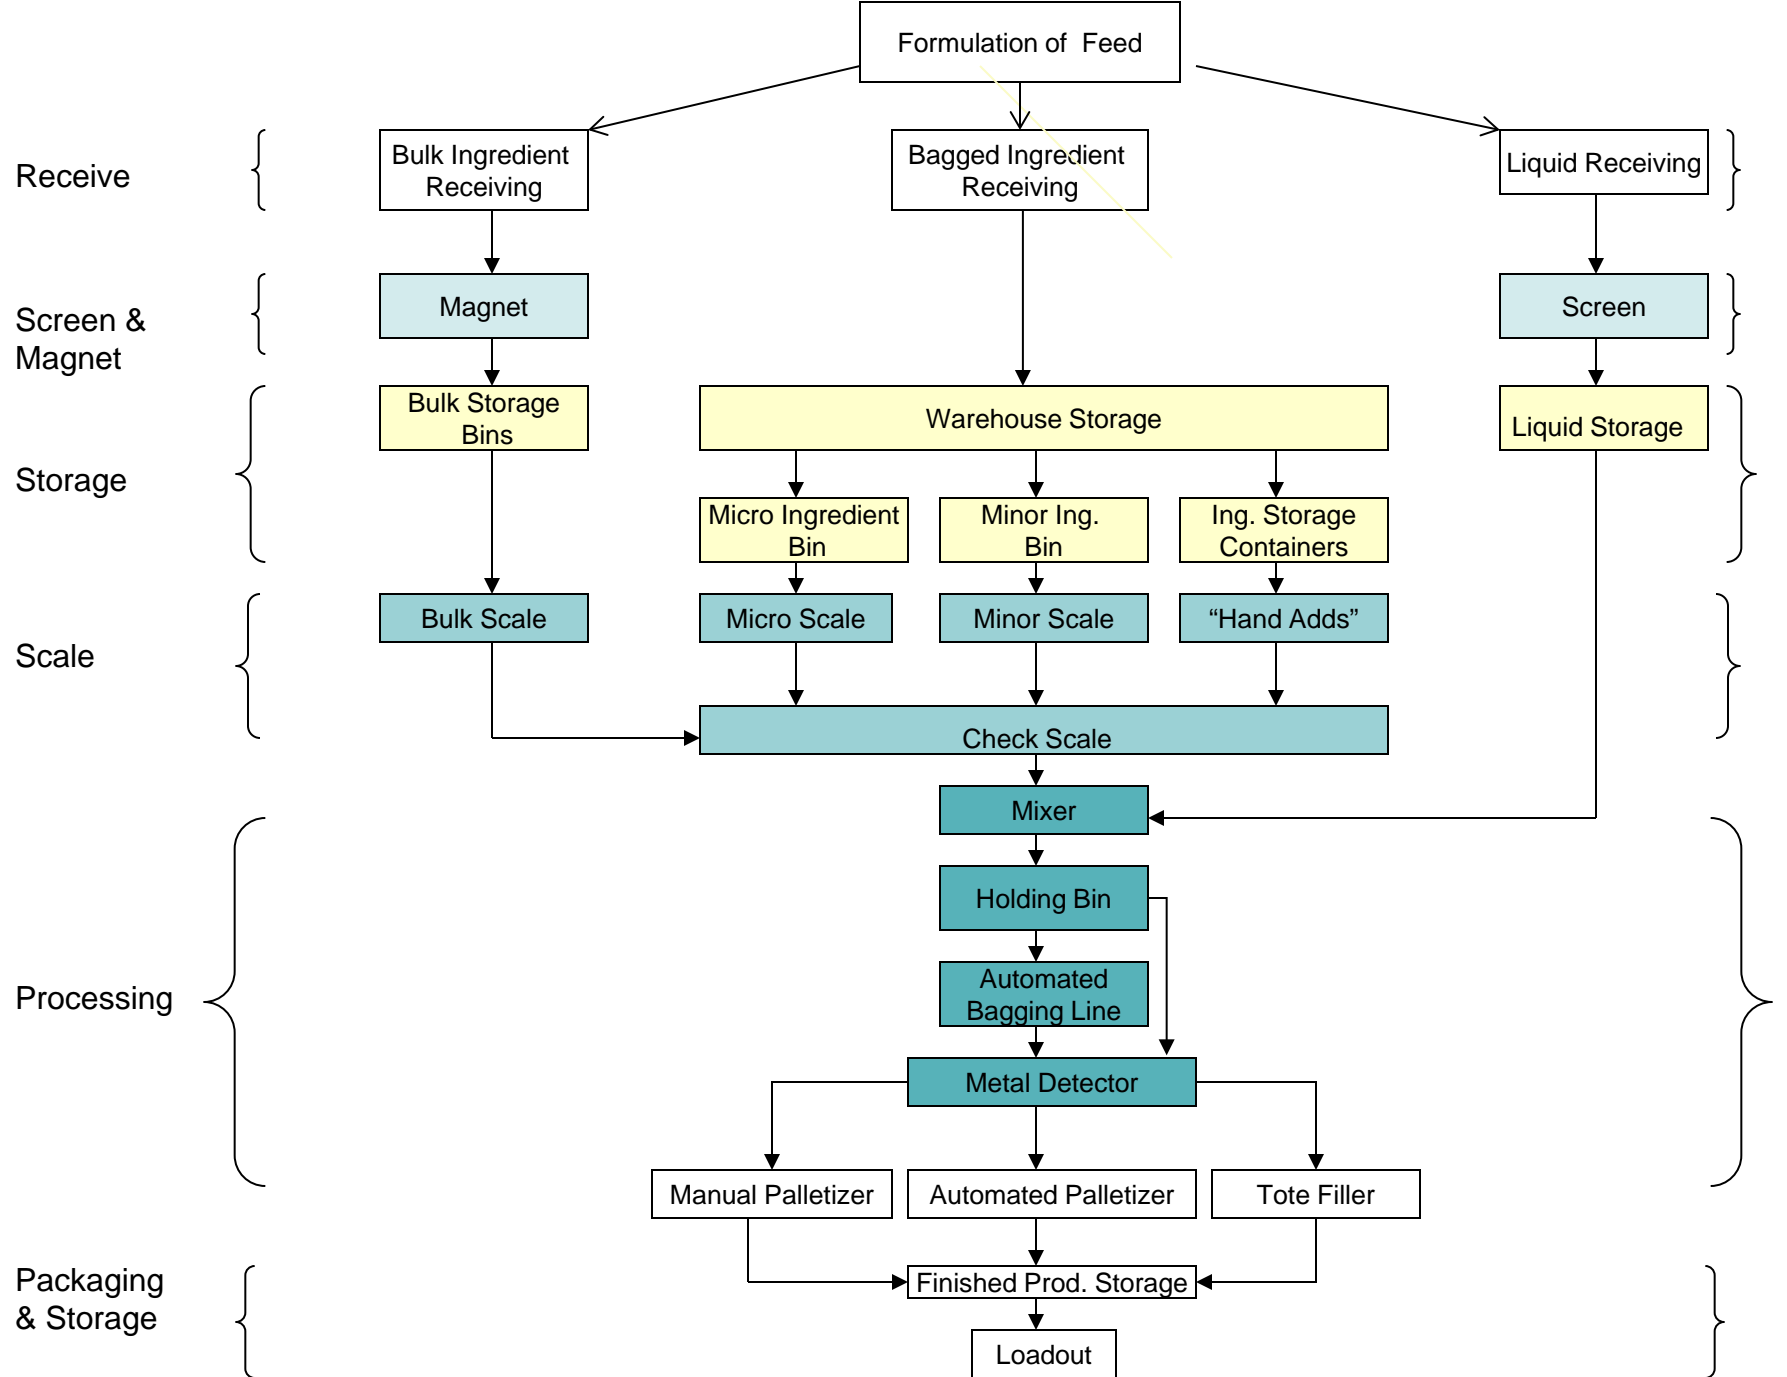 Formulation of  Feed
Receive
Bulk Ingredient
Receiving
Bagged Ingredient
Receiving
Liquid Receiving
Screen &
Magnet
Magnet
Screen
Storage
Bulk Storage
Bins
Warehouse Storage
Liquid Storage
Micro Ingredient
Bin
Minor Ing.
Bin
Ing. Storage
Containers
Scale
Bulk Scale
Micro Scale
Minor Scale
“Hand Adds”
Check Scale
Processing
Mixer
Holding Bin
Automated
Bagging Line
Metal Detector
Manual Palletizer
Automated Palletizer
Tote Filler
Packaging
& Storage
Finished Prod. Storage
Loadout